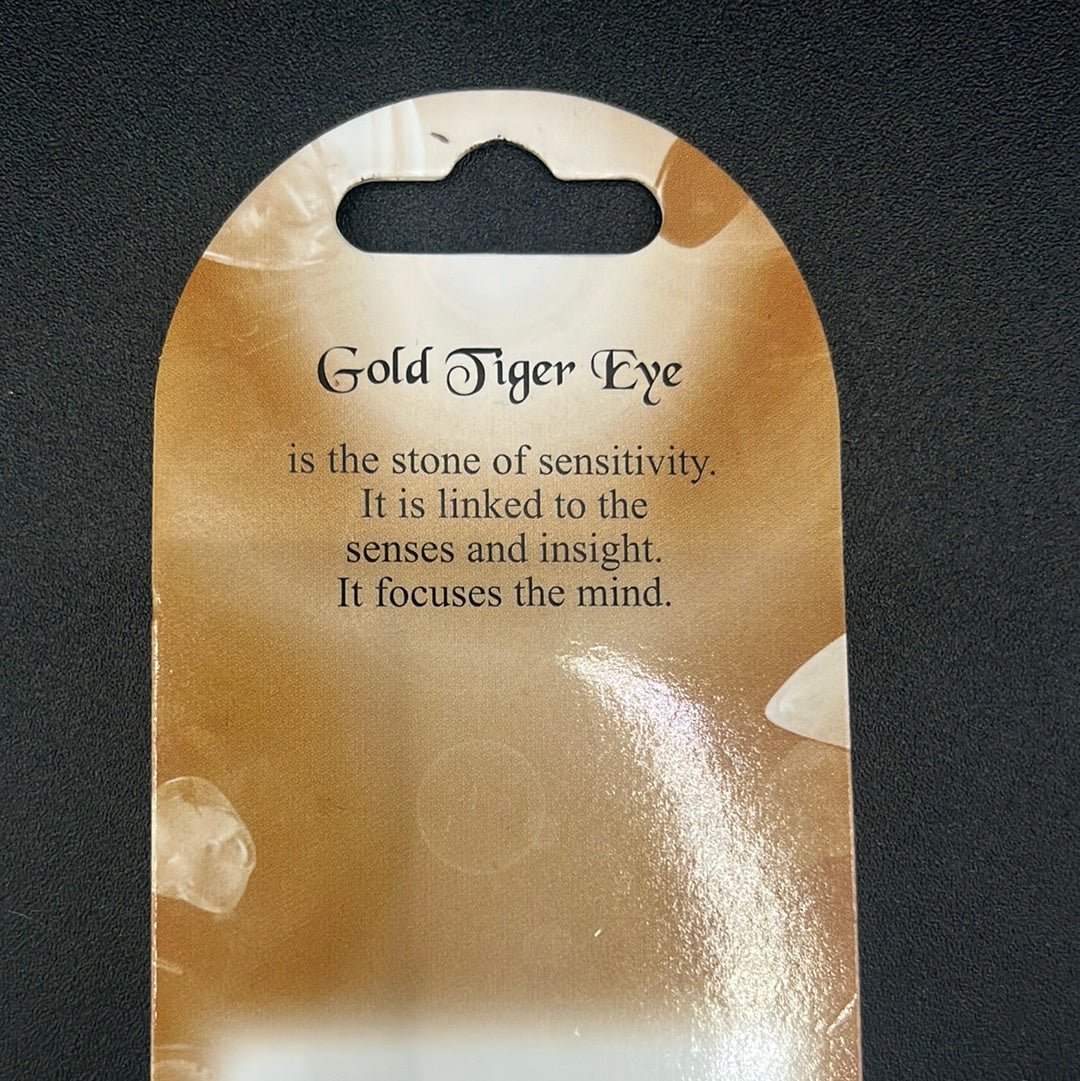 Gold Tiger Eye
is the stone of sensitivity.
It is linked to the
senses and insight.
It focuses the mind.